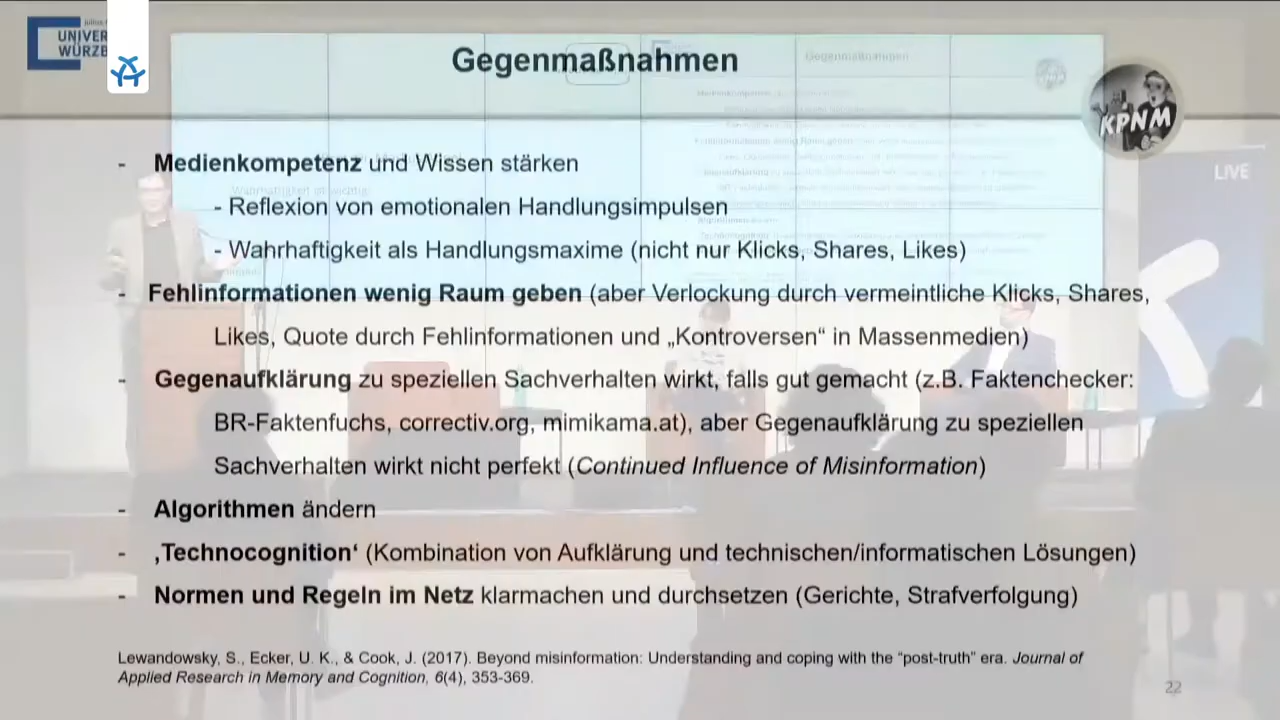 UNIVER
WÜRZB
Gegenmaßnahmen
KPNM
LIVE
- Medienkompetenz und Wissen stärken
- Reflexion von emotionalen Handlungsimpulsen
- Wahrhaftigkeit als Handlungsmaxime (nicht nur Klicks, Shares, Likes)
- Fehlinformationen wenig Raum geben (aber Verlockung durch vermeintliche Klicks, Shares,
Likes, Quote durch Fehlinformationen und „Kontroversen“ in Massenmedien)
- Gegenaufklärung zu speziellen Sachverhalten wirkt, falls gut gemacht (z.B. Faktenchecker:
BR-Faktenfuchs, correctiv.org, mimikama.at), aber Gegenaufklärung zu speziellen
Sachverhalten wirkt nicht perfekt (Continued Influence of Misinformation)
- Algorithmen ändern
- ‚Technocognition‘ (Kombination von Aufklärung und technischen/informatischen Lösungen)
- Normen und Regeln im Netz klarmachen und durchsetzen (Gerichte, Strafverfolgung)
Lewandowsky, S., Ecker, U. K., & Cook, J. (2017). Beyond misinformation: Understanding and coping with the “post-truth” era. Journal of
Applied Research in Memory and Cognition, 6(4), 353-369.
22